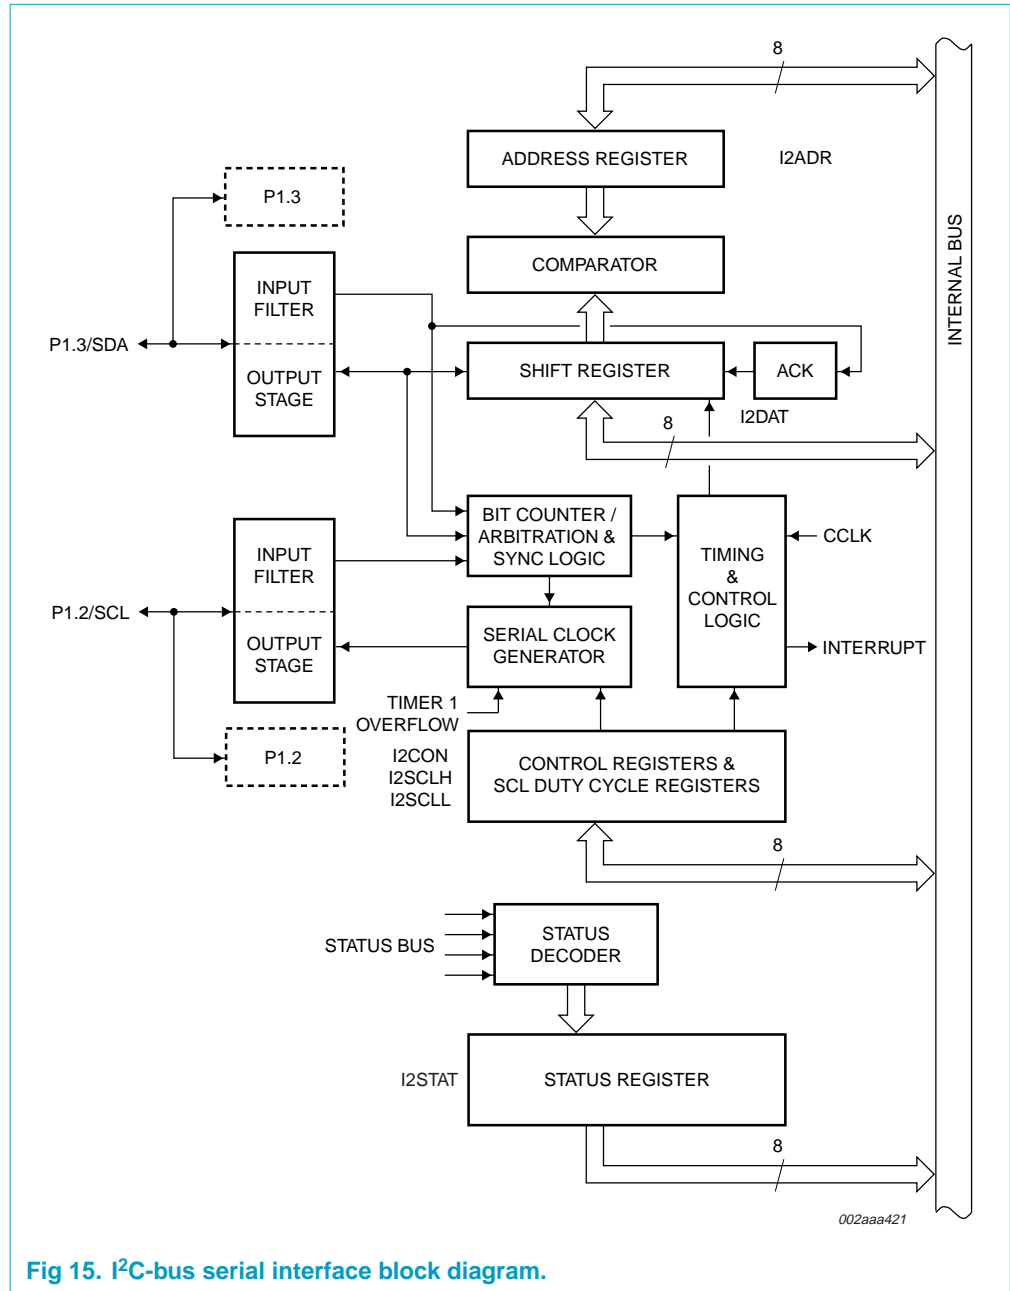 8
ADDRESS REGISTER
I2ADR
P1.3
INTERNAL BUS
COMPARATOR
INPUT
FILTER
P1.3/SDA
OUTPUT
STAGE
SHIFT REGISTER
ACK
I2DAT
8
BIT COUNTER /
ARBITRATION &
SYNC LOGIC
INPUT
FILTER
TIMING
&
CONTROL
LOGIC
CCLK
P1.2/SCL
OUTPUT
STAGE
SERIAL CLOCK
GENERATOR
INTERRUPT
TIMER 1
OVERFLOW
P1.2
I2CON
I2SCLH
I2SCLL
CONTROL REGISTERS &
SCL DUTY CYCLE REGISTERS
8
STATUS BUS
STATUS
DECODER
I2STAT
STATUS REGISTER
8
002aaa421
Fig 15. I²C-bus serial interface block diagram.